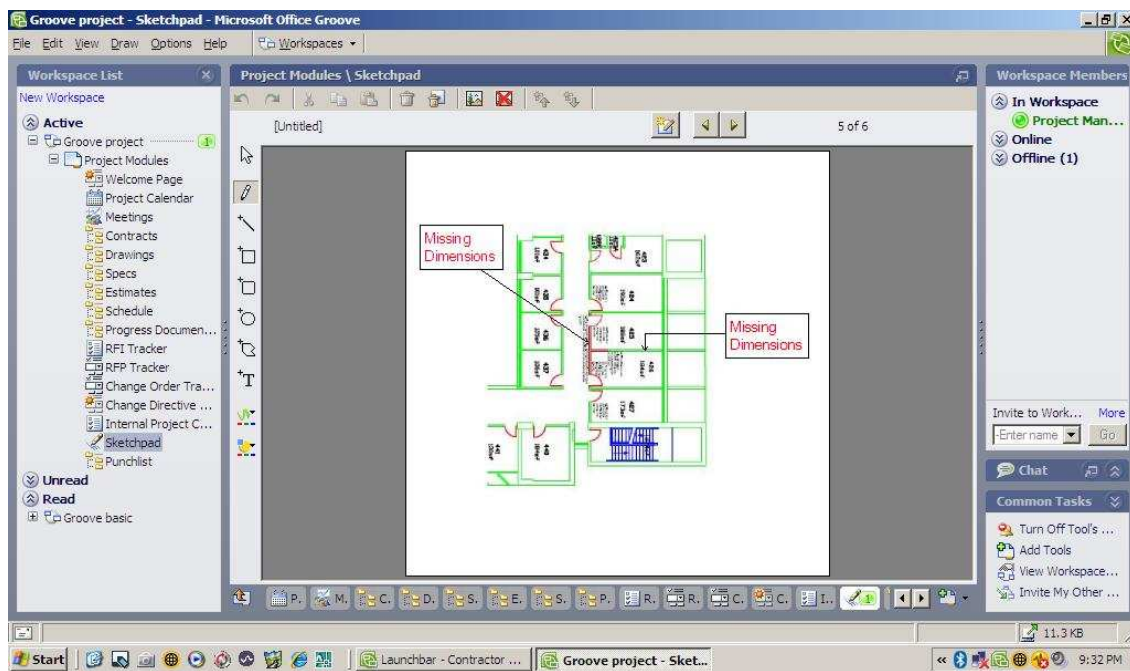 Groove project - Sketchpad - Microsoft Office Groove
File Edit View Draw Options Help Workspaces
Workspace List
New Workspace
Active
Groove project
Project Modules
Welcome Page
Project Calendar
Meetings
Contracts
Drawings
Specs
Estimates
Schedule
Progress Documen...
RFI Tracker
RFP Tracker
Change Order Tra...
Change Directive ...
Internal Project C...
Sketchpad
Punchlist
Unread
Read
Groove basic
Project Modules \ Sketchpad
[Untitled] 5 of 6
Missing
Dimensions
Missing
Dimensions
P. M. C. D. S. E. S. P. R. R. C. C. I..
Workspace Members
In Workspace
Project Man...
Online
Offline (1)
Invite to Work... More
-Enter name Go
Chat
Common Tasks
Turn Off Tool's ...
Add Tools
View Workspace...
Invite My Other ...
11.3 KB
Start Launchbar - Contractor ... Groove project - Sket... « 9:32 PM